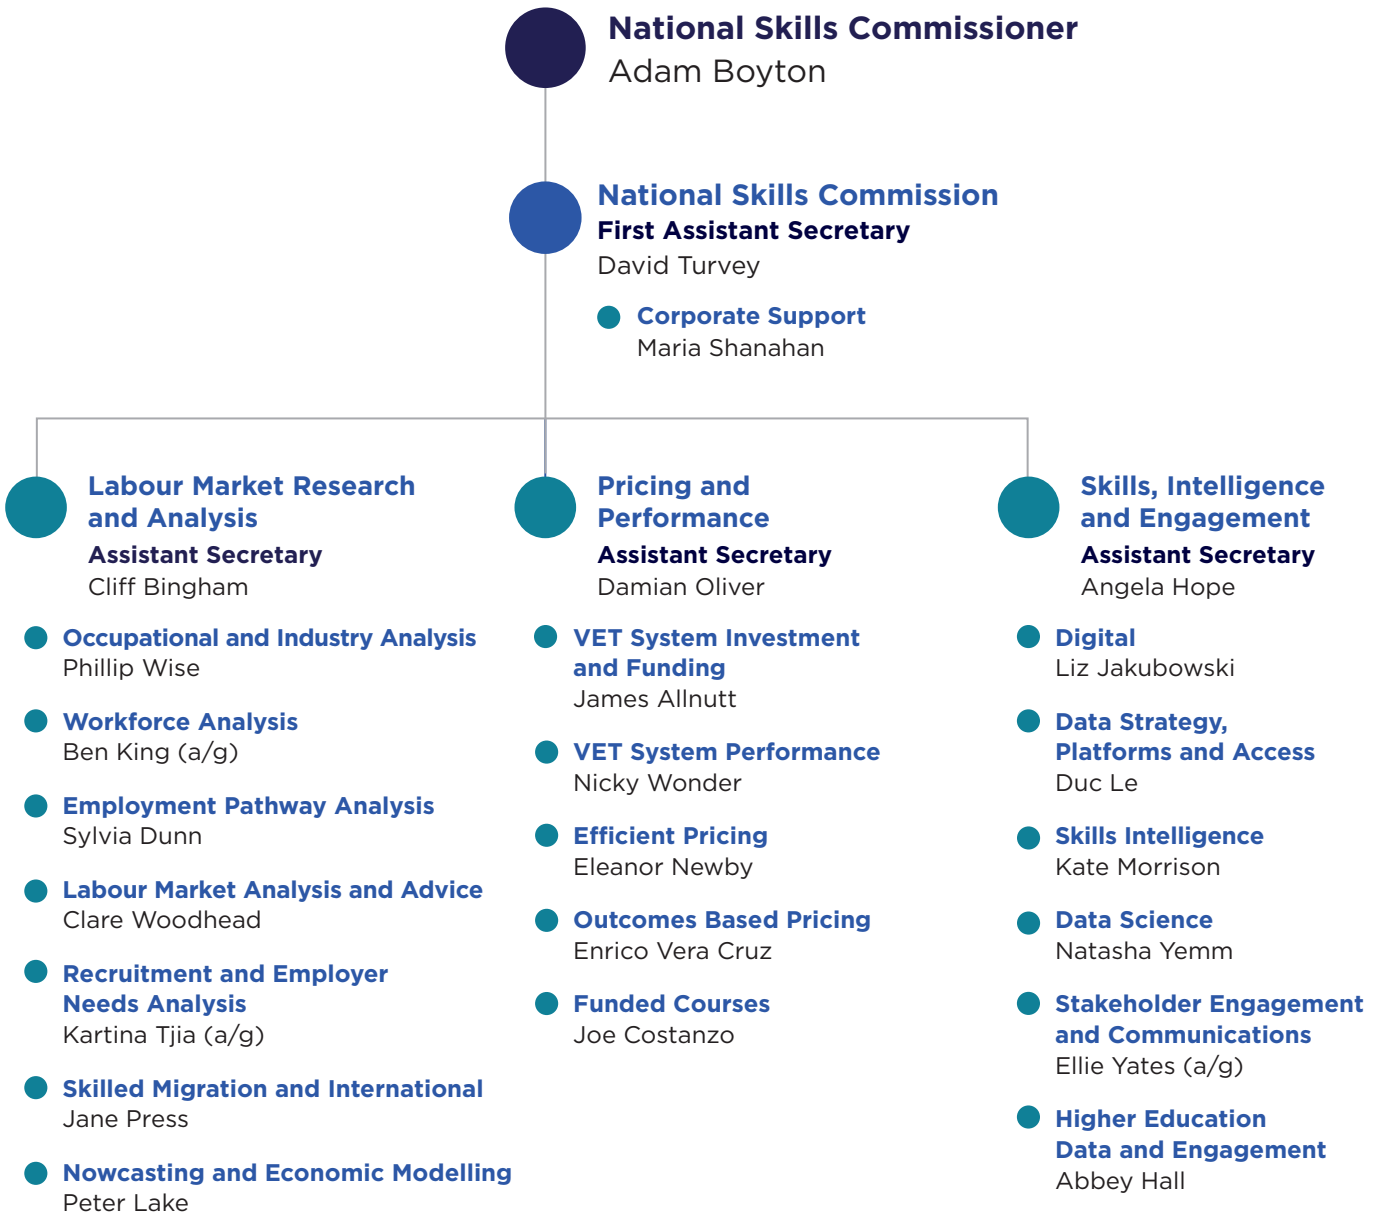 National Skills Commissioner
Adam Boyton
National Skills Commission
First Assistant Secretary
David Turvey
Corporate Support
Maria Shanahan
Labour Market Research
and Analysis
Assistant Secretary
Cliff Bingham
Occupational and Industry Analysis
Phillip Wise
Workforce Analysis
Ben King (a/g)
Employment Pathway Analysis
Sylvia Dunn
Labour Market Analysis and Advice
Clare Woodhead
Recruitment and Employer
Needs Analysis
Kartina Tjia (a/g)
Skilled Migration and International
Jane Press
Nowcasting and Economic Modelling
Peter Lake
Pricing and
Performance
Assistant Secretary
Damian Oliver
VET System Investment
and Funding
James Allnutt
VET System Performance
Nicky Wonder
Efficient Pricing
Eleanor Newby
Outcomes Based Pricing
Enrico Vera Cruz
Funded Courses
Joe Costanzo
Skills, Intelligence
and Engagement
Assistant Secretary
Angela Hope
Digital
Liz Jakubowski
Data Strategy,
Platforms and Access
Duc Le
Skills Intelligence
Kate Morrison
Data Science
Natasha Yemm
Stakeholder Engagement
and Communications
Ellie Yates (a/g)
Higher Education
Data and Engagement
Abbey Hall